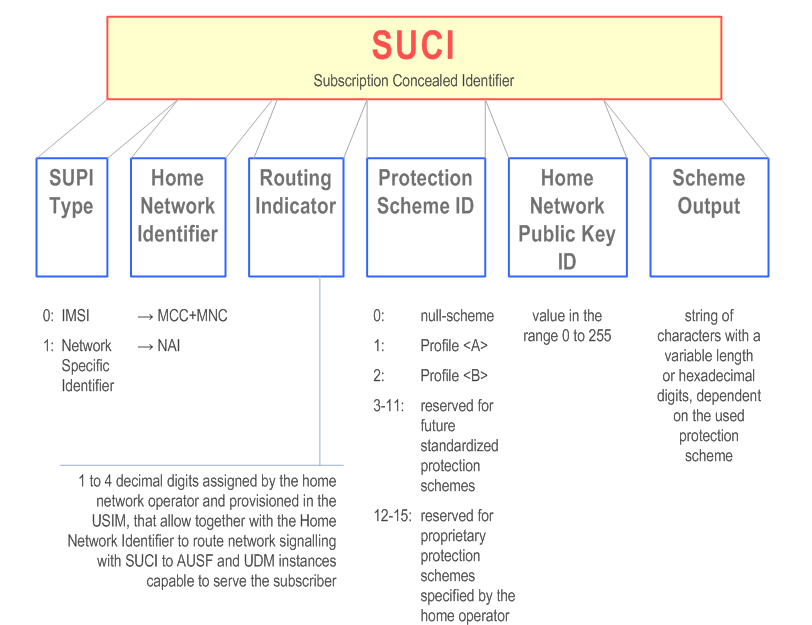 SUCI
Subscription Concealed Identifier
SUPI
Type
Home
Network
Identifier
Routing
Indicator
Protection
Scheme ID
Home
Network
Public Key
ID
Scheme
Output
0: IMSI → MCC+MNC
1: Network → NAI
Specific
Identifier
1 to 4 decimal digits assigned by the home
network operator and provisioned in the
USIM, that allow together with the Home
Network Identifier to route network signalling
with SUCI to AUSF and UDM instances
capable to serve the subscriber
0: null-scheme
1: Profile <A>
2: Profile <B>
3-11: reserved for
future
standardized
protection
schemes
12-15: reserved for
proprietary
protection
schemes
specified by the
home operator
value in the
range 0 to 255
string of
characters with a
variable length
or hexadecimal
digits, dependent
on the used
protection
scheme